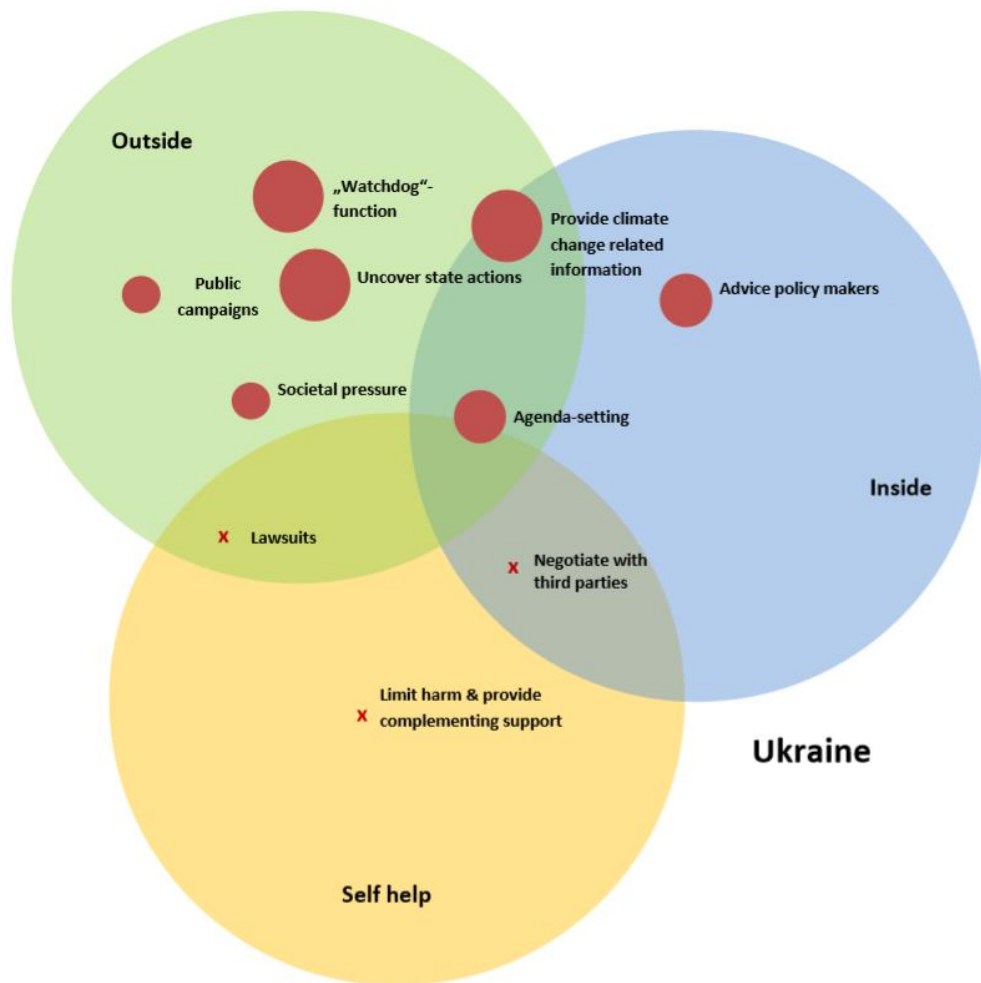 Outside
„Watchdog“-
function
Provide climate
change related
information
Uncover state actions
Public
campaigns
Advice policy makers
Societal pressure
Agenda-setting
Inside
x Lawsuits
x Negotiate with
third parties
Limit harm & provide
x complementing support
Ukraine
Self help